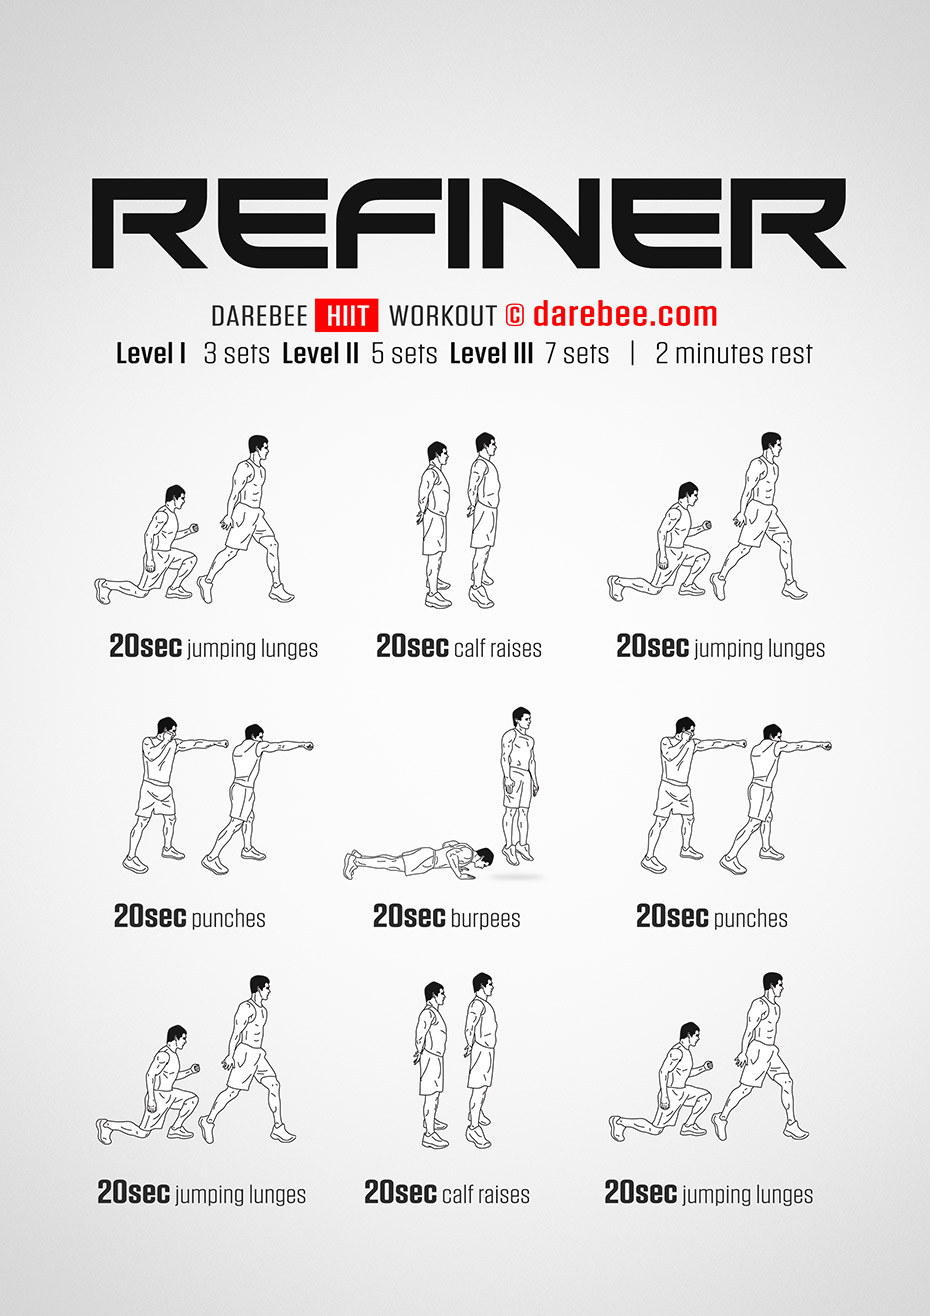 REFINER
DAREBEE HIIT WORKOUT © darebee.com
Level I 3 sets Level II 5 sets Level III 7 sets | 2 minutes rest
20sec jumping lunges
20sec calf raises
20sec jumping lunges
20sec punches
20sec burpees
20sec punches
20sec jumping lunges
20sec calf raises
20sec jumping lunges